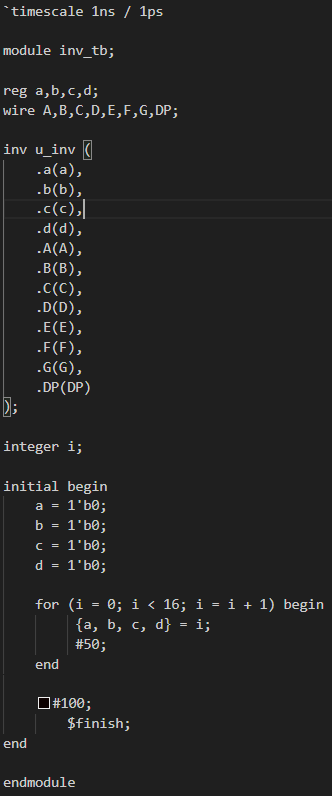 `timescale 1ns / 1ps
module inv_tb;
reg a,b,c,d;
wire A,B,C,D,E,F,G,DP;
inv u_inv (
.a(a),
.b(b),
.c(c),
.d(d),
.A(A),
.B(B),
.C(C),
.D(D),
.E(E),
.F(F),
.G(G),
.DP(DP)
);
integer i;
initial begin
a = 1'b0;
b = 1'b0;
c = 1'b0;
d = 1'b0;
for (i = 0; i < 16; i = i + 1) begin
{a, b, c, d} = i;
#50;
end
#100;
$finish;
end
endmodule